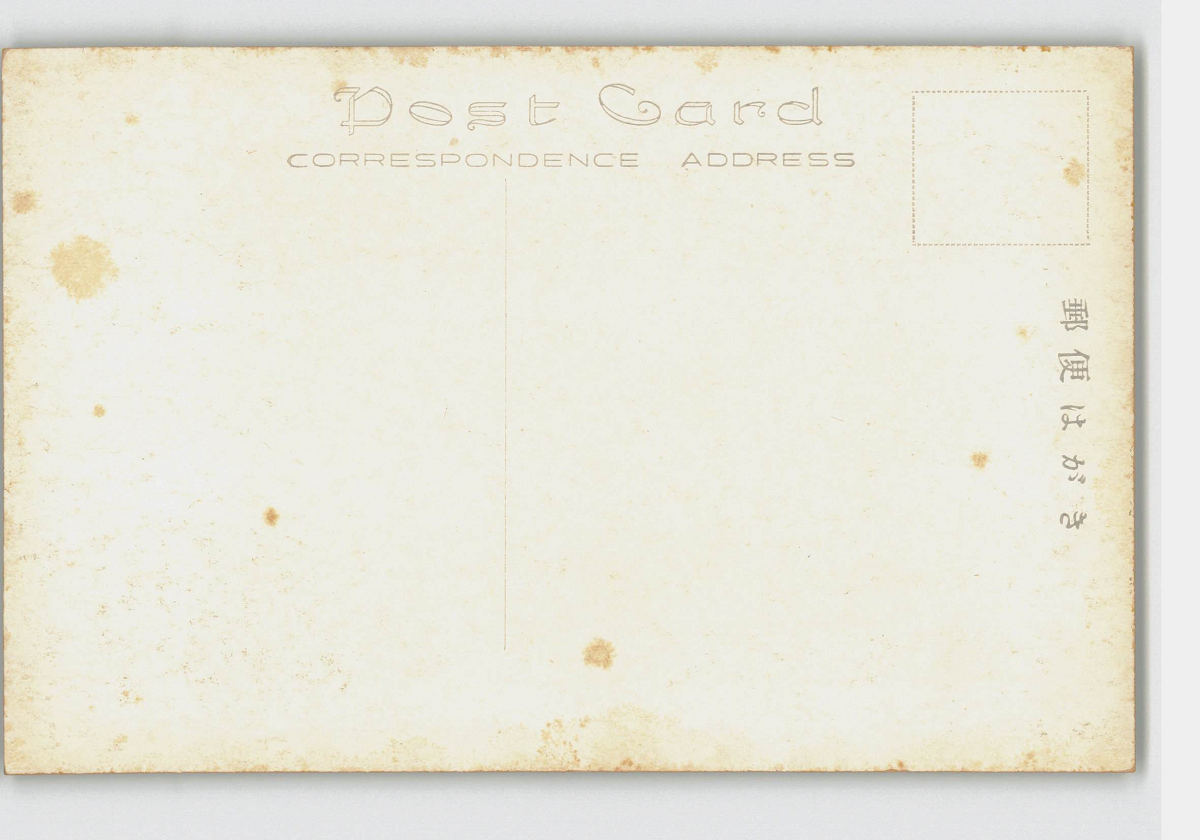 Post Card
CORRESPONDENCE ADDRESS
郵便はがき